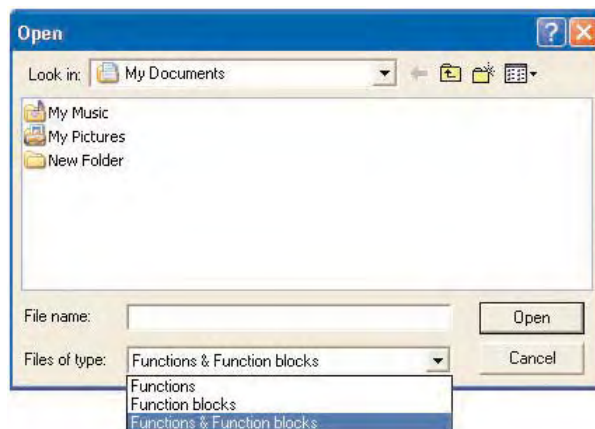 Open
Look in: My Documents
My Music
My Pictures
New Folder
File name: Open
Files of type: Functions & Function blocks Cancel
Functions
Function blocks
Functions & Function blocks